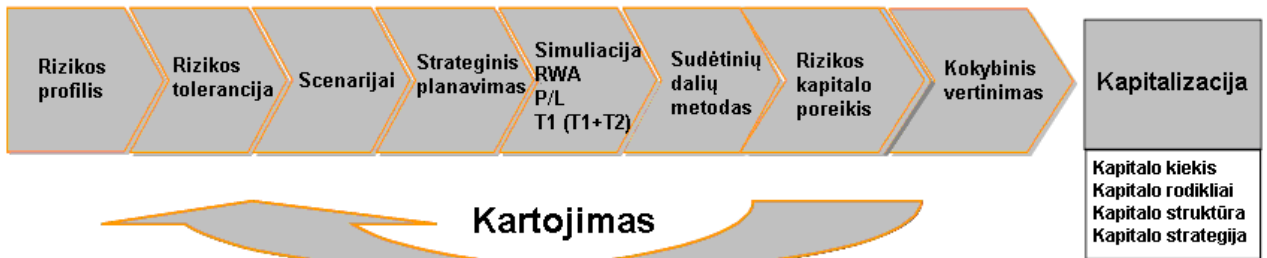 Rizikos
profilis
Rizikos
tolerancija
Scenarijai
Strateginis
planavimas
Simuliacija
RWA
P/L
T1 (T1+T2)
Sudėtinių
dalių
metodas
Rizikos
kapitalo
poreikis
Kokybinis
vertinimas
Kapitalizacija
Kapitalo kiekis
Kapitalo rodikliai
Kapitalo struktūra
Kapitalo strategija
Kartojimas